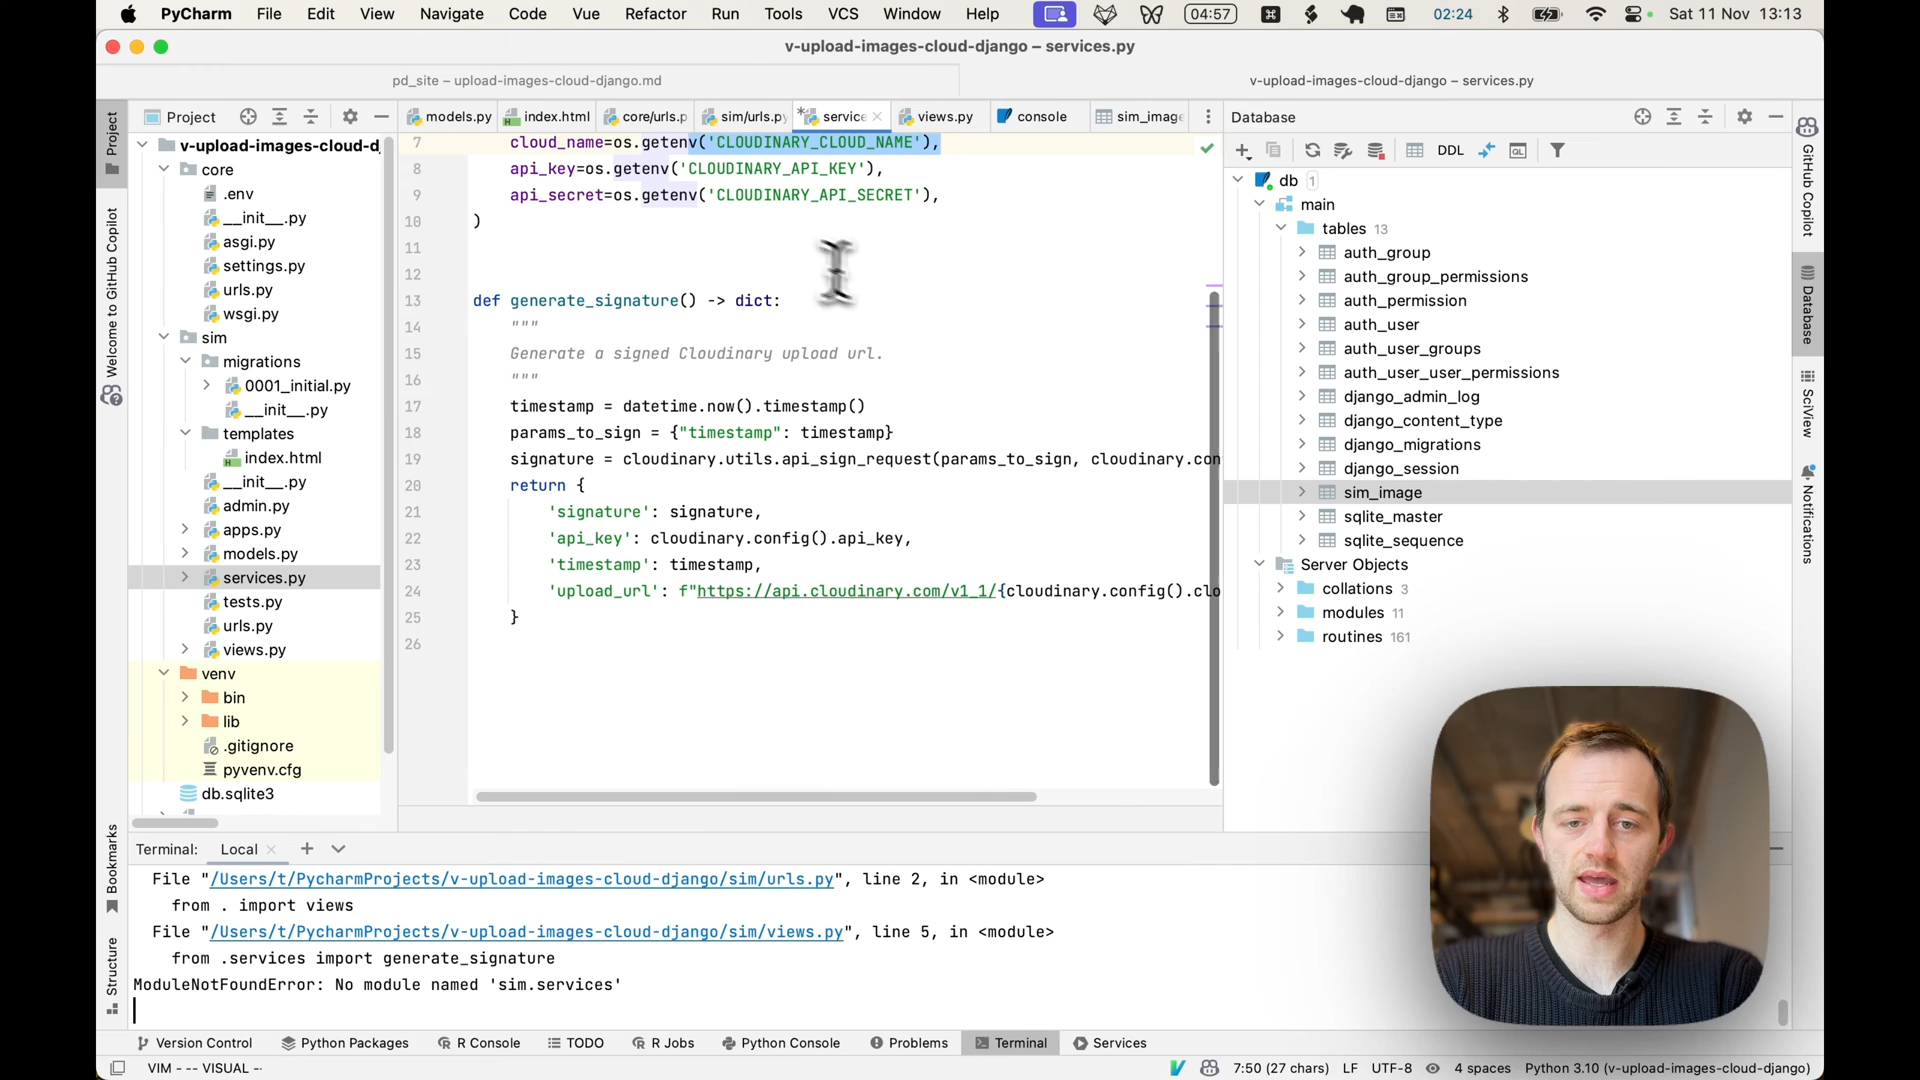 PyCharm File Edit View Navigate Code Vue Refactor Run Tools VCS Window Help 04:57 02:24 Sat 11 Nov 13:13
v-upload-images-cloud-django – services.py
pd_site – upload-images-cloud-django.md
v-upload-images-cloud-django – services.py
Project
models.py index.html core/urls.p sim/urls.py service views.py console sim_image
Database
v-upload-images-cloud-d
core
.env
__init__.py
asgi.py
settings.py
urls.py
wsgi.py
sim
migrations
0001_initial.py
__init__.py
templates
index.html
__init__.py
admin.py
apps.py
models.py
services.py
tests.py
urls.py
views.py
venv
bin
lib
.gitignore
pyvenv.cfg
db.sqlite3
7 cloud_name=os.getenv('CLOUDINARY_CLOUD_NAME'),
8 api_key=os.getenv('CLOUDINARY_API_KEY'),
9 api_secret=os.getenv('CLOUDINARY_API_SECRET'),
10 )
11
12
13 def generate_signature() -> dict:
14 """
15 Generate a signed Cloudinary upload url.
16 """
17 timestamp = datetime.now().timestamp()
18 params_to_sign = {"timestamp": timestamp}
19 signature = cloudinary.utils.api_sign_request(params_to_sign, cloudinary.con
20 return {
21 'signature': signature,
22 'api_key': cloudinary.config().api_key,
23 'timestamp': timestamp,
24 'upload_url': f"https://api.cloudinary.com/v1_1/{cloudinary.config().clo
25 }
26
DDL
db 1
main
tables 13
auth_group
auth_group_permissions
auth_permission
auth_user
auth_user_groups
auth_user_user_permissions
django_admin_log
django_content_type
django_migrations
django_session
sim_image
sqlite_master
sqlite_sequence
Server Objects
collations 3
modules 11
routines 161
Project
Welcome to GitHub Copilot
Bookmarks
Structure
GitHub Copilot
Database
SciView
Notifications
Terminal: Local
File "/Users/t/PycharmProjects/v-upload-images-cloud-django/sim/urls.py", line 2, in <module>
from . import views
File "/Users/t/PycharmProjects/v-upload-images-cloud-django/sim/views.py", line 5, in <module>
from .services import generate_signature
ModuleNotFoundError: No module named 'sim.services'
Version Control Python Packages R Console TODO R Jobs Python Console Problems Terminal Services
VIM - -- VISUAL -- 7:50 (27 chars) LF UTF-8 4 spaces Python 3.10 (v-upload-images-cloud-django)